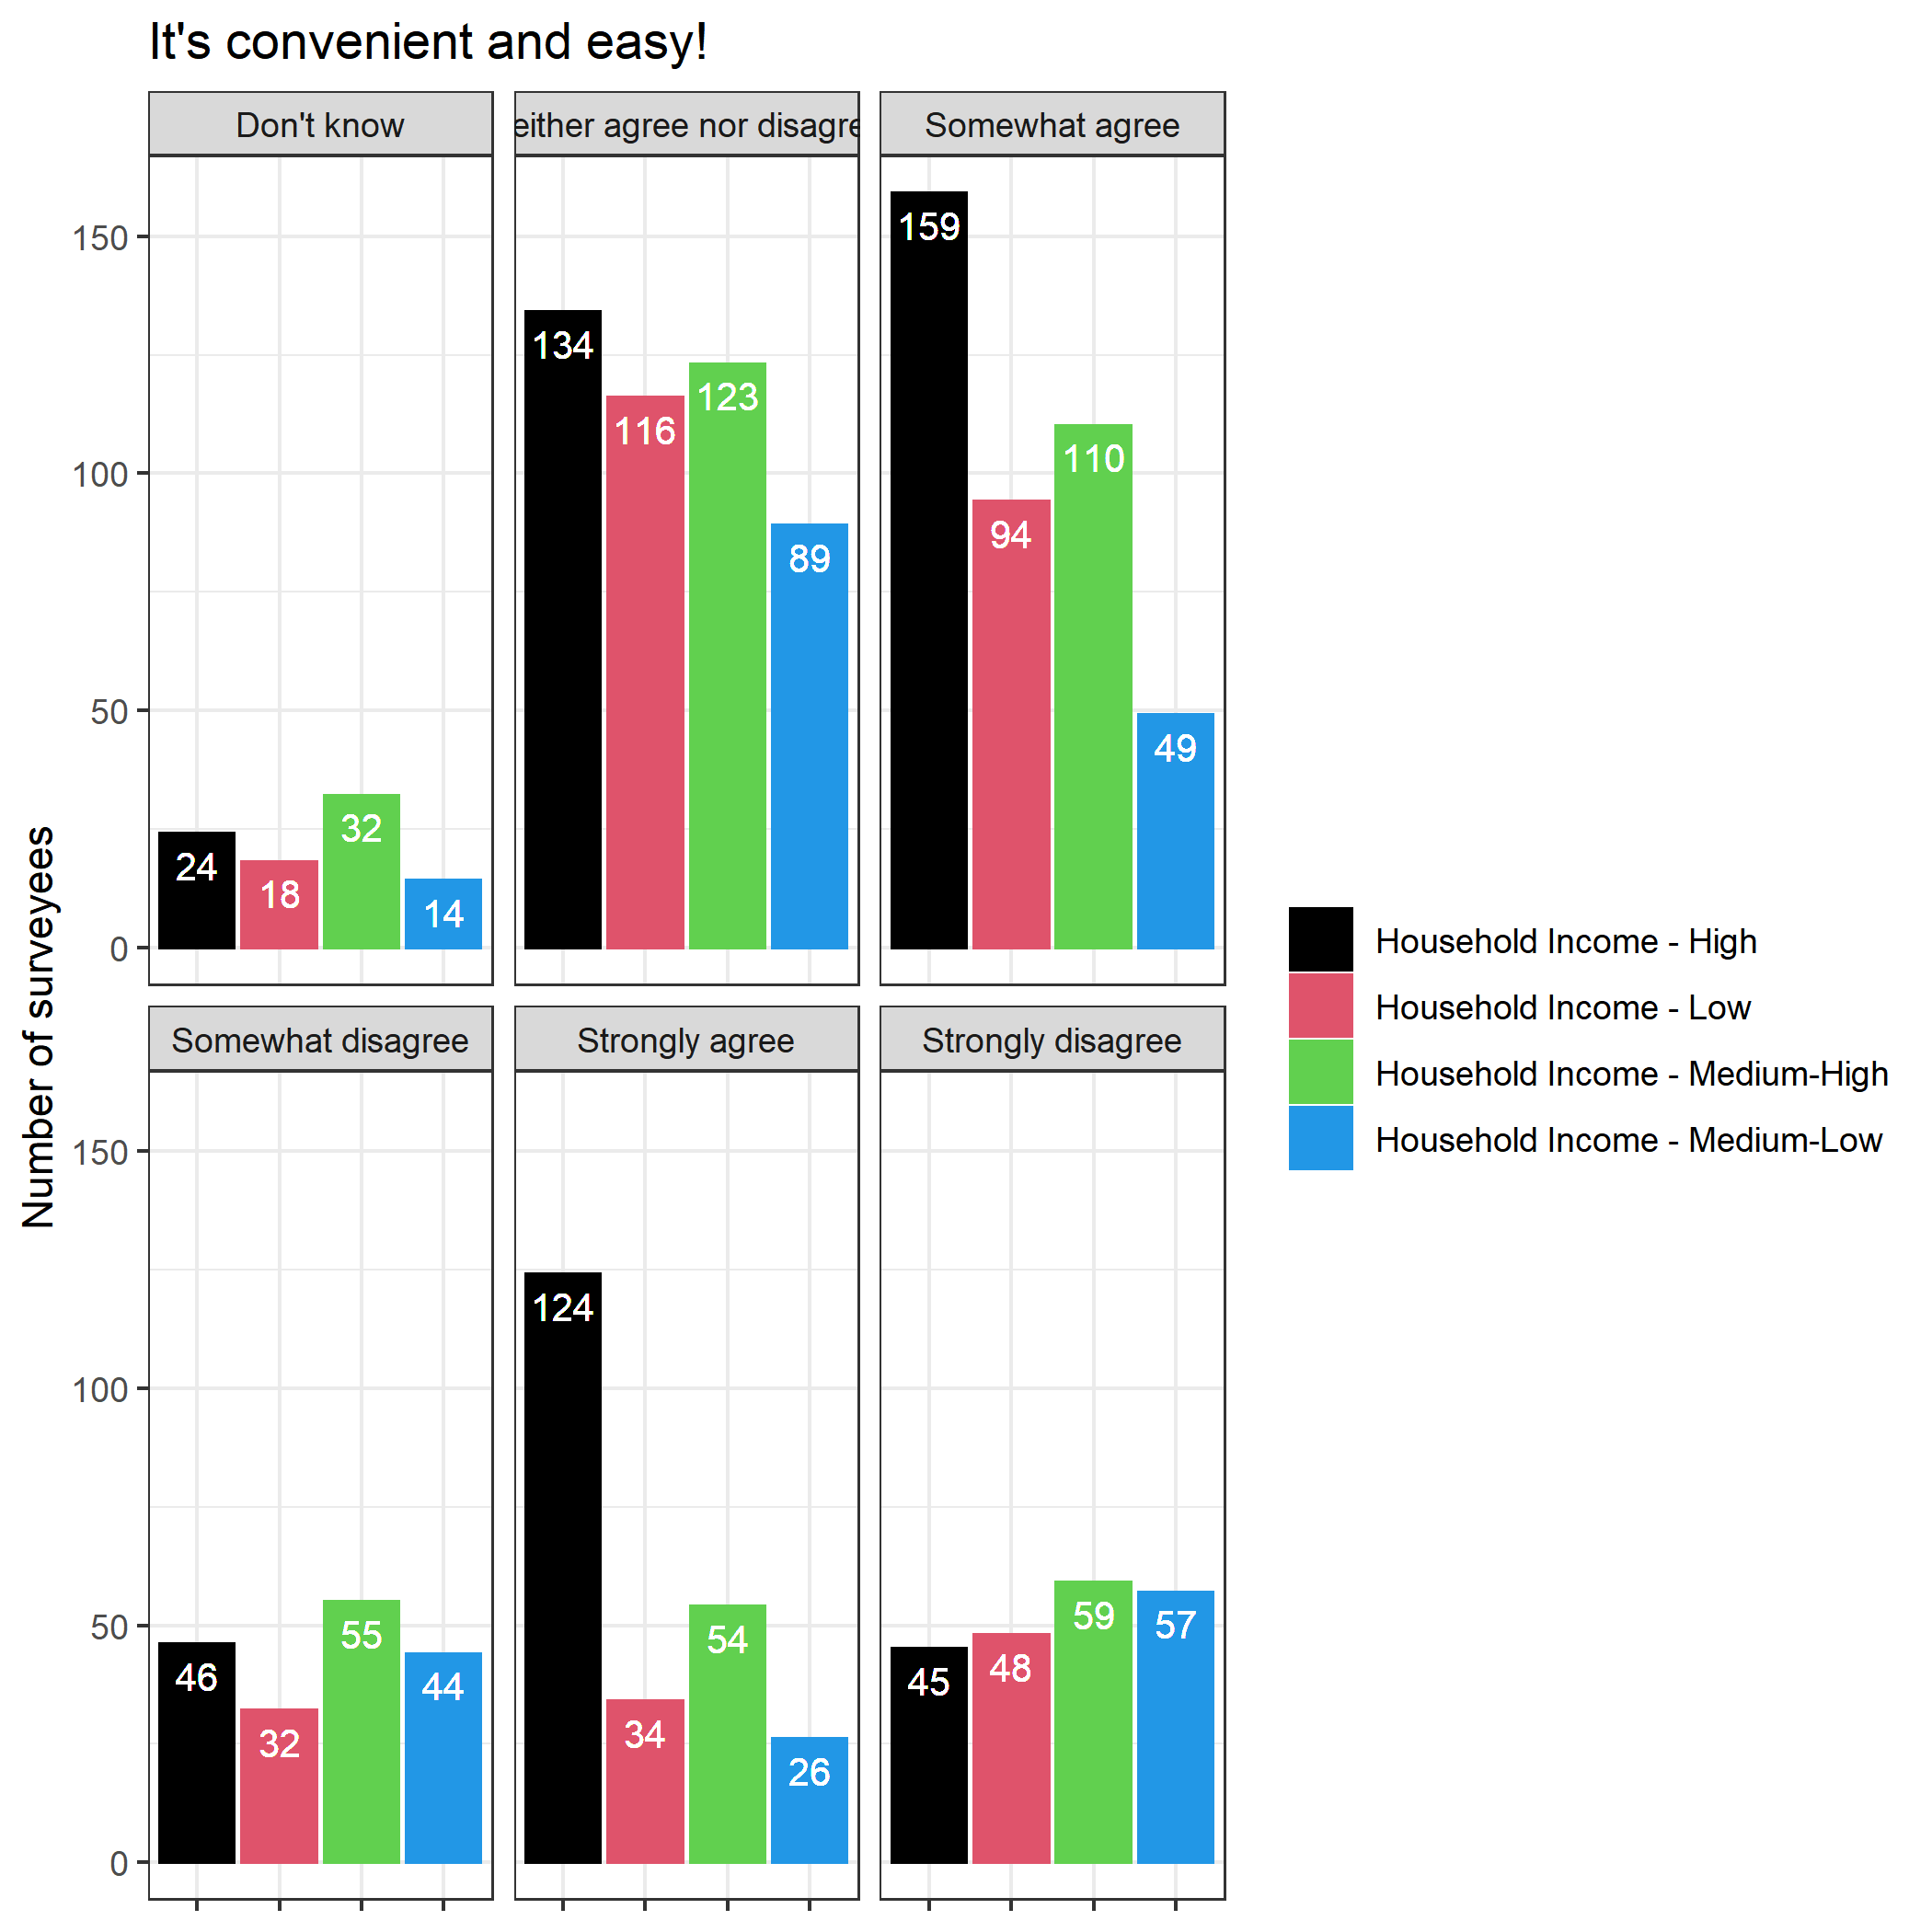 It's convenient and easy!
Don't know
either agree nor disagre
Somewhat agree
150
100
50
0
24
18
32
14
134
116
123
89
159
94
110
49
Number of surveyees
Somewhat disagree
Strongly agree
Strongly disagree
150
100
50
0
46
32
55
44
124
34
54
26
45
48
59
57
Household Income - High
Household Income - Low
Household Income - Medium-High
Household Income - Medium-Low